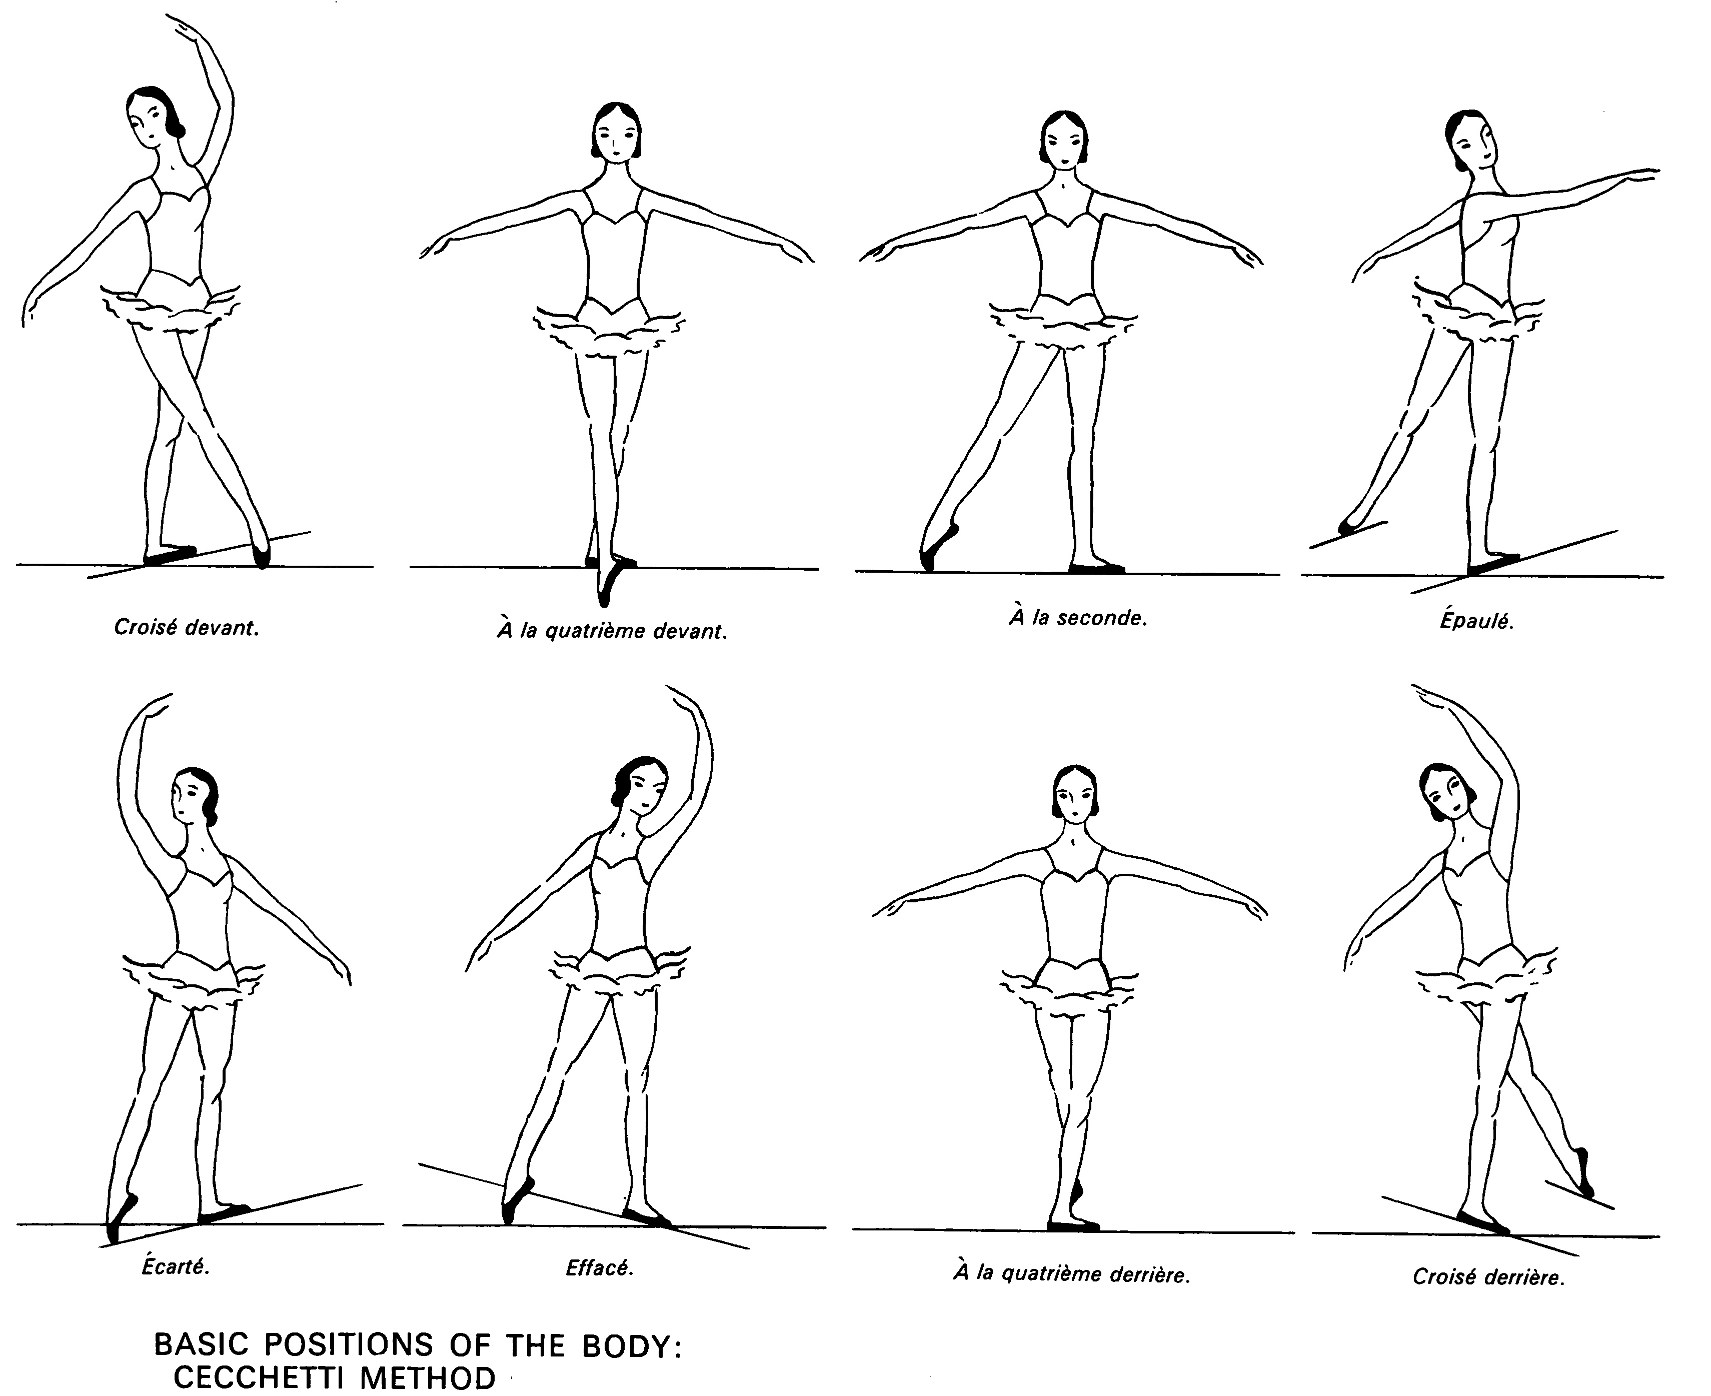 Croisé devant.
À la quatrième devant.
À la seconde.
Épaulé.
Écarté.
Effacé.
À la quatrième derrière.
Croisé derrière.
BASIC POSITIONS OF THE BODY:
CECCHETTI METHOD